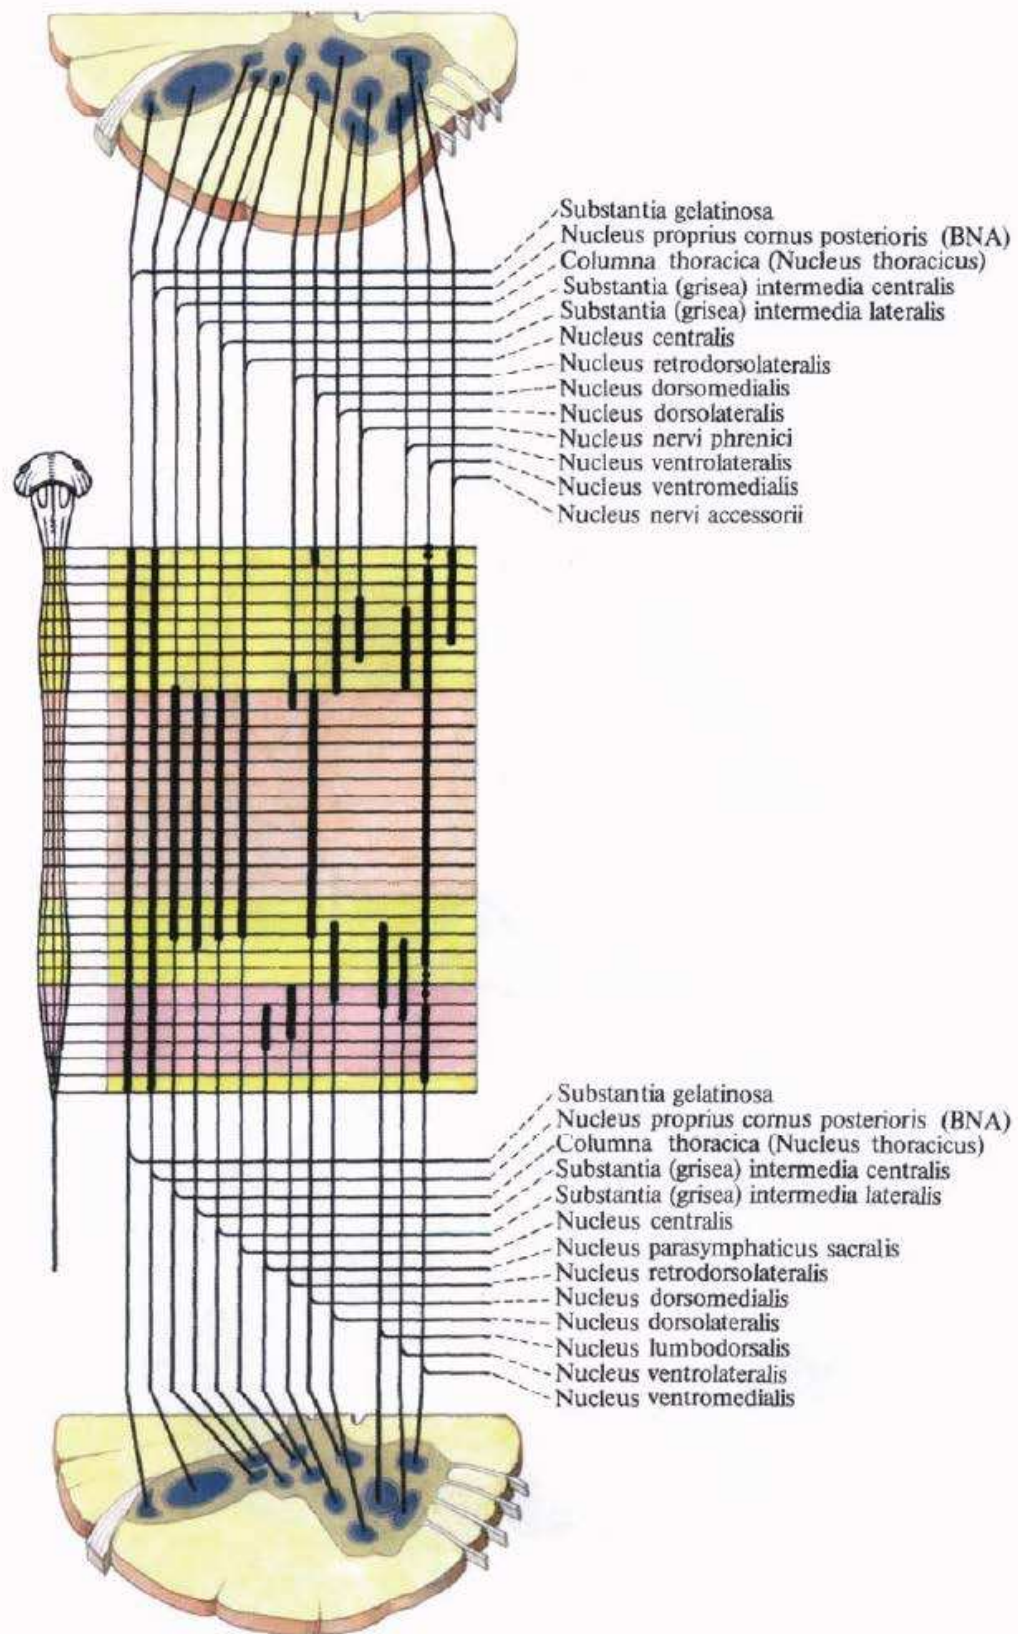 Substantia gelatinosa
Nucleus proprius cornus posterioris (BNA)
Columna thoracica (Nucleus thoracicus)
Substantia (grisea) intermedia centralis
Substantia (grisea) intermedia lateralis
Nucleus centralis
Nucleus retrodorsolateralis
Nucleus dorsomedialis
Nucleus dorsolateralis
Nucleus nervi phrenici
Nucleus ventrolateralis
Nucleus ventromedialis
Nucleus nervi accessorii
Substantia gelatinosa
Nucleus proprius cornus posterioris (BNA)
Columna thoracica (Nucleus thoracicus)
Substantia (grisea) intermedia centralis
Substantia (grisea) intermedia lateralis
Nucleus centralis
Nucleus parasymphaticus sacralis
Nucleus retrodorsolateralis
Nucleus dorsomedialis
Nucleus dorsolateralis
Nucleus lumbodorsalis
Nucleus ventrolateralis
Nucleus ventromedialis